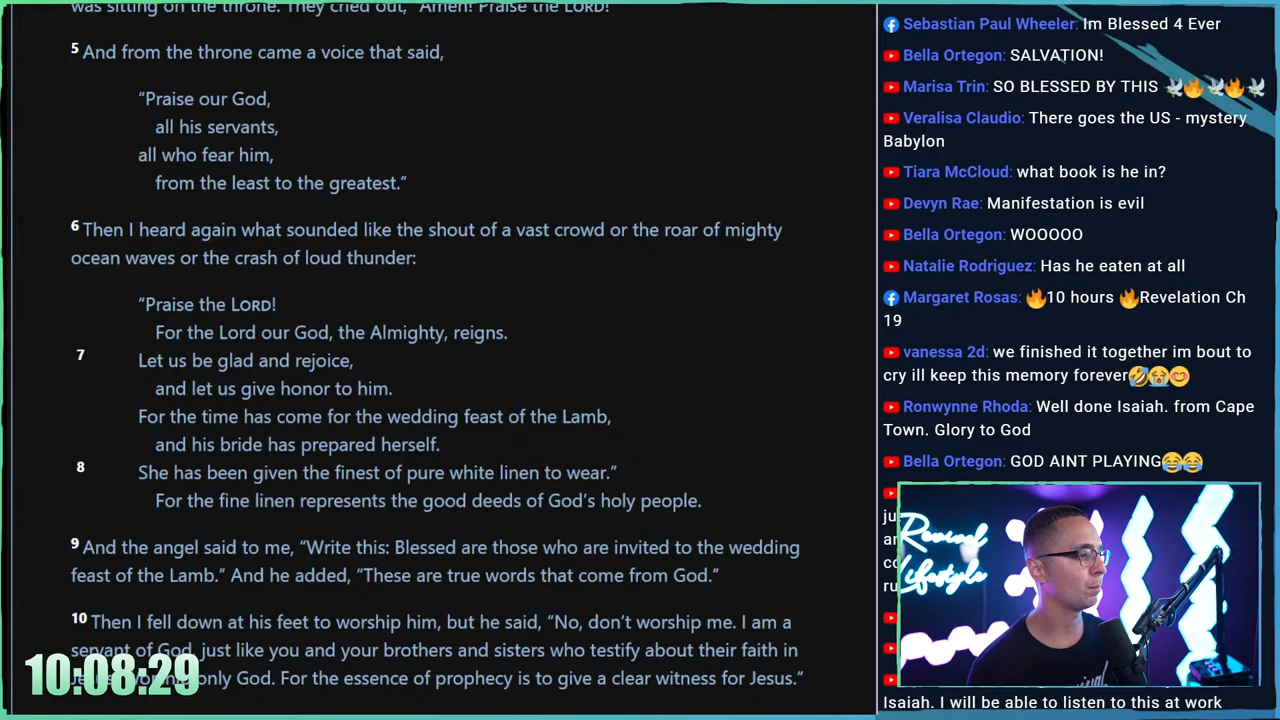 was sitting on the throne. They cried out, “Amen! Praise the LORD!”
5 And from the throne came a voice that said,
“Praise our God,
all his servants,
all who fear him,
from the least to the greatest.”
6 Then I heard again what sounded like the shout of a vast crowd or the roar of mighty
ocean waves or the crash of loud thunder:
“Praise the LORD!
For the Lord our God, the Almighty, reigns.
7 Let us be glad and rejoice,
and let us give honor to him.
For the time has come for the wedding feast of the Lamb,
and his bride has prepared herself.
8 She has been given the finest of pure white linen to wear.”
For the fine linen represents the good deeds of God’s holy people.
9 And the angel said to me, “Write this: Blessed are those who are invited to the wedding
feast of the Lamb.” And he added, “These are true words that come from God.”
10 Then I fell down at his feet to worship him, but he said, “No, don’t worship me. I am a
servant of God, just like you and your brothers and sisters who testify about their faith in
only God. For the essence of prophecy is to give a clear witness for Jesus.”
10:08:29
Sebastian Paul Wheeler: Im Blessed 4 Ever
Bella Ortegon: SALVATION!
Marisa Trin: SO BLESSED BY THIS 🕊️🔥🕊️🔥🕊️
Veralisa Claudio: There goes the US - mystery
Babylon
Tiara McCloud: what book is he in?
Devyn Rae: Manifestation is evil
Bella Ortegon: WOOOOO
Natalie Rodriguez: Has he eaten at all
Margaret Rosas: 🔥10 hours 🔥Revelation Ch
19
vanessa 2d: we finished it together im bout to
cry ill keep this memory forever🤣😭😊
Ronwynne Rhoda: Well done Isaiah. from Cape
Town. Glory to God
Bella Ortegon: GOD AINT PLAYING😂😂
Revival
Lifestyle
Isaiah. I will be able to listen to this at work